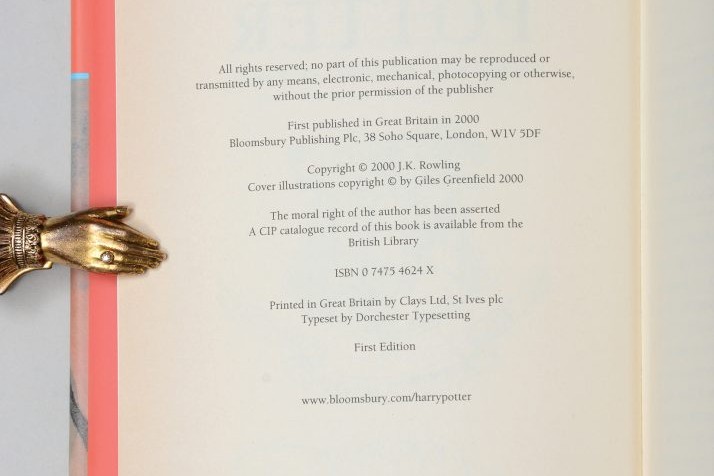 All rights reserved; no part of this publication may be reproduced or
transmitted by any means, electronic, mechanical, photocopying or otherwise,
without the prior permission of the publisher
First published in Great Britain in 2000
Bloomsbury Publishing Plc, 38 Soho Square, London, W1V 5DF
Copyright © 2000 J.K. Rowling
Cover illustrations copyright © by Giles Greenfield 2000
The moral right of the author has been asserted
A CIP catalogue record of this book is available from the
British Library
ISBN 0 7475 4624 X
Printed in Great Britain by Clays Ltd, St Ives plc
Typeset by Dorchester Typesetting
First Edition
www.bloomsbury.com/harrypotter